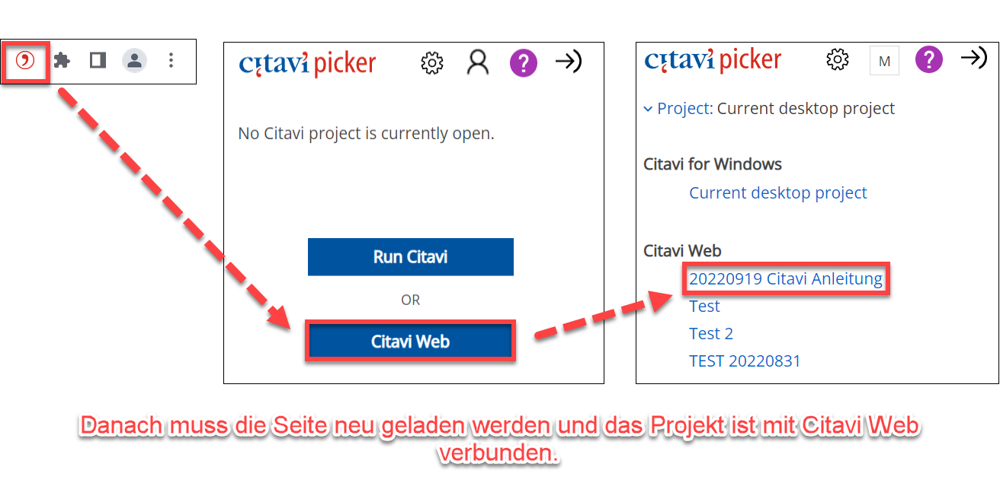 citavi picker
No Citavi project is currently open.
Run Citavi
OR
Citavi Web
citavi picker
M
?
Project: Current desktop project
Citavi for Windows
Current desktop project
Citavi Web
20220919 Citavi Anleitung
Test
Test 2
TEST 20220831
Danach muss die Seite neu geladen werden und das Projekt ist mit Citavi Web
verbunden.